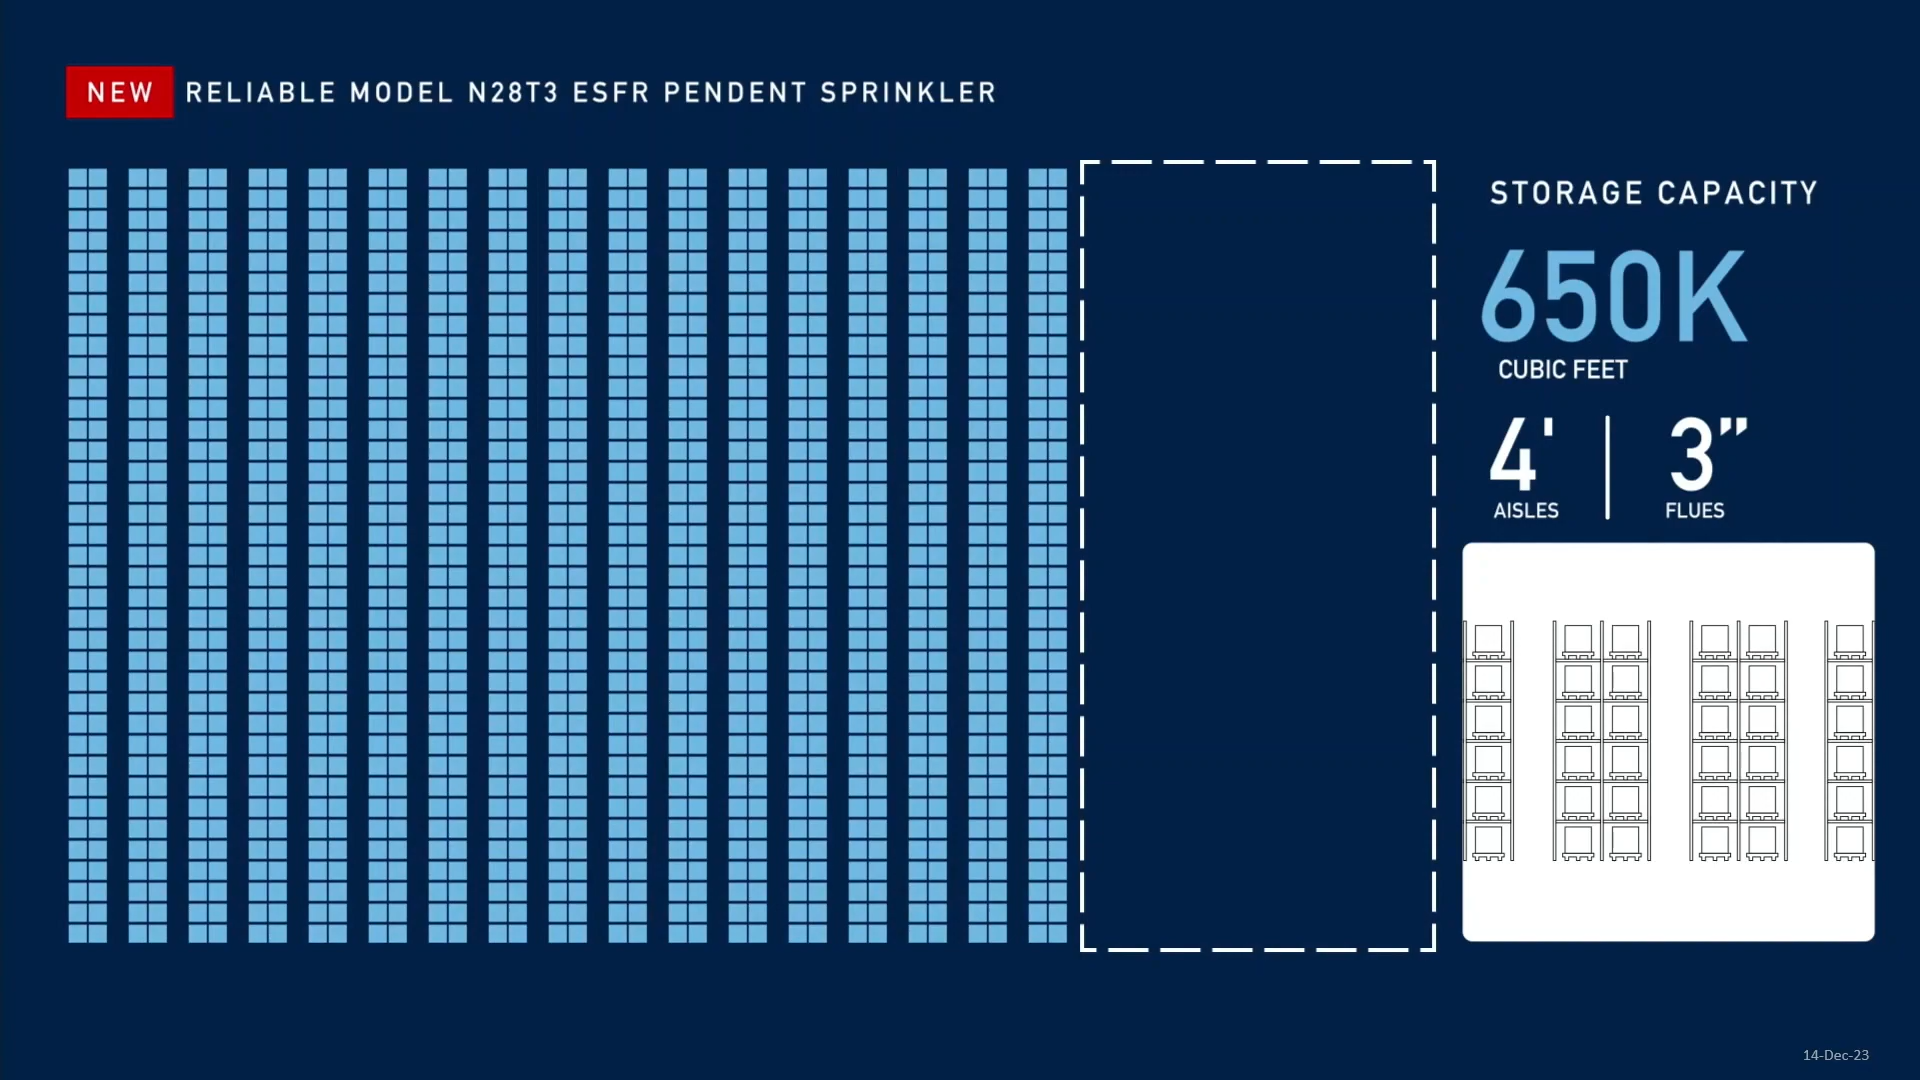 NEW RELIABLE MODEL N28T3 ESFR PENDENT SPRINKLER
STORAGE CAPACITY
650K
CUBIC FEET
4' 3”
AISLES FLUES
14-Dec-23